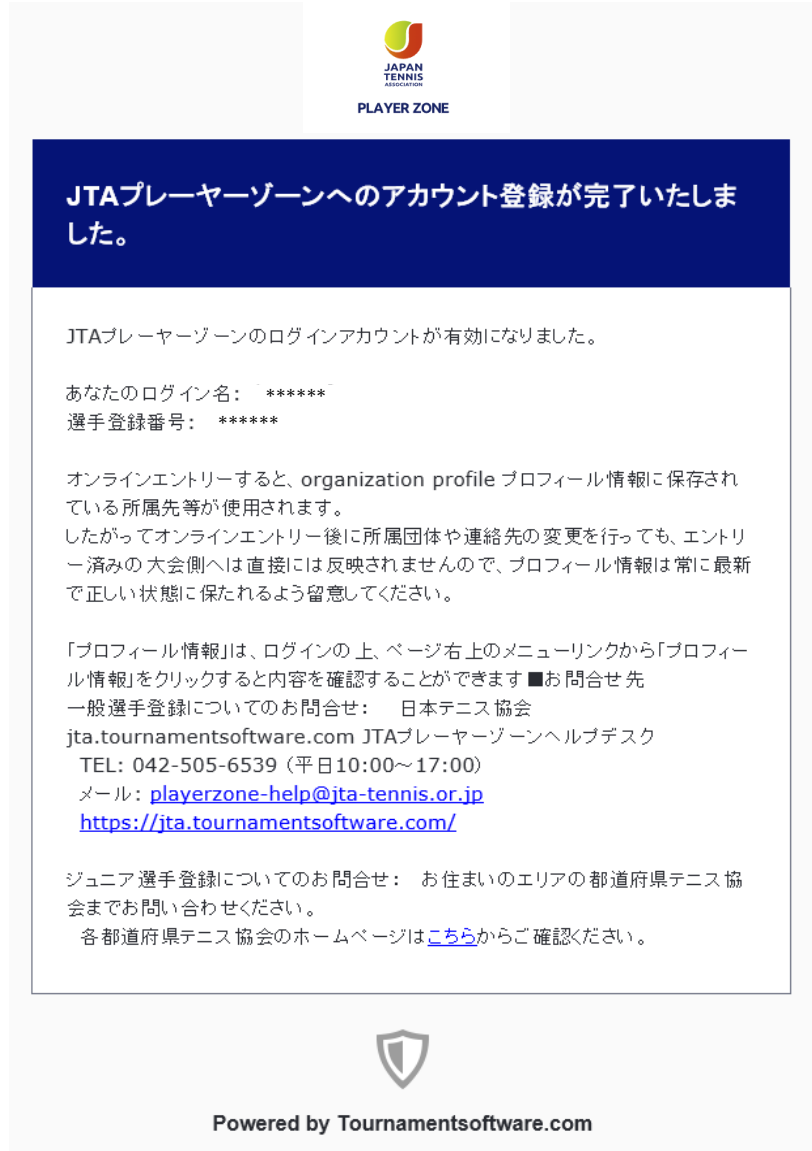 JAPAN
TENNIS
ASSOCIATION
PLAYER ZONE
JTAプレーヤーゾーンへのアカウント登録が完了いたしま
した。
JTAプレーヤーゾーンのログインアカウントが有効になりました。
あなたのログイン名： ******
選手登録番号： ******
オンラインエントリーすると、organization profile プロフィール情報に保存され
ている所属先等が使用されます。
したがってオンラインエントリー後に所属団体や連絡先の変更を行っても、エントリ
ー済みの大会側へは直接には反映されませんので、プロフィール情報は常に最新
で正しい状態に保たれるよう留意してください。
「プロフィール情報」は、ログインの上、ページ右上のメニューリンクから「プロフィー
ル情報」をクリックすると内容を確認することができます ■お問合せ先
一般選手登録についてのお問合せ： 日本テニス協会
jta.tournamentsoftware.com JTAプレーヤーゾーンヘルプデスク
TEL: 042-505-6539（平日10:00～17:00）
メール： playerzone-help@jta-tennis.or.jp
https://jta.tournamentsoftware.com/
ジュニア選手登録についてのお問合せ： お住まいのエリアの都道府県テニス協
会までお問い合わせください。
各都道府県テニス協会のホームページはこちらからご確認ください。
Powered by Tournamentsoftware.com